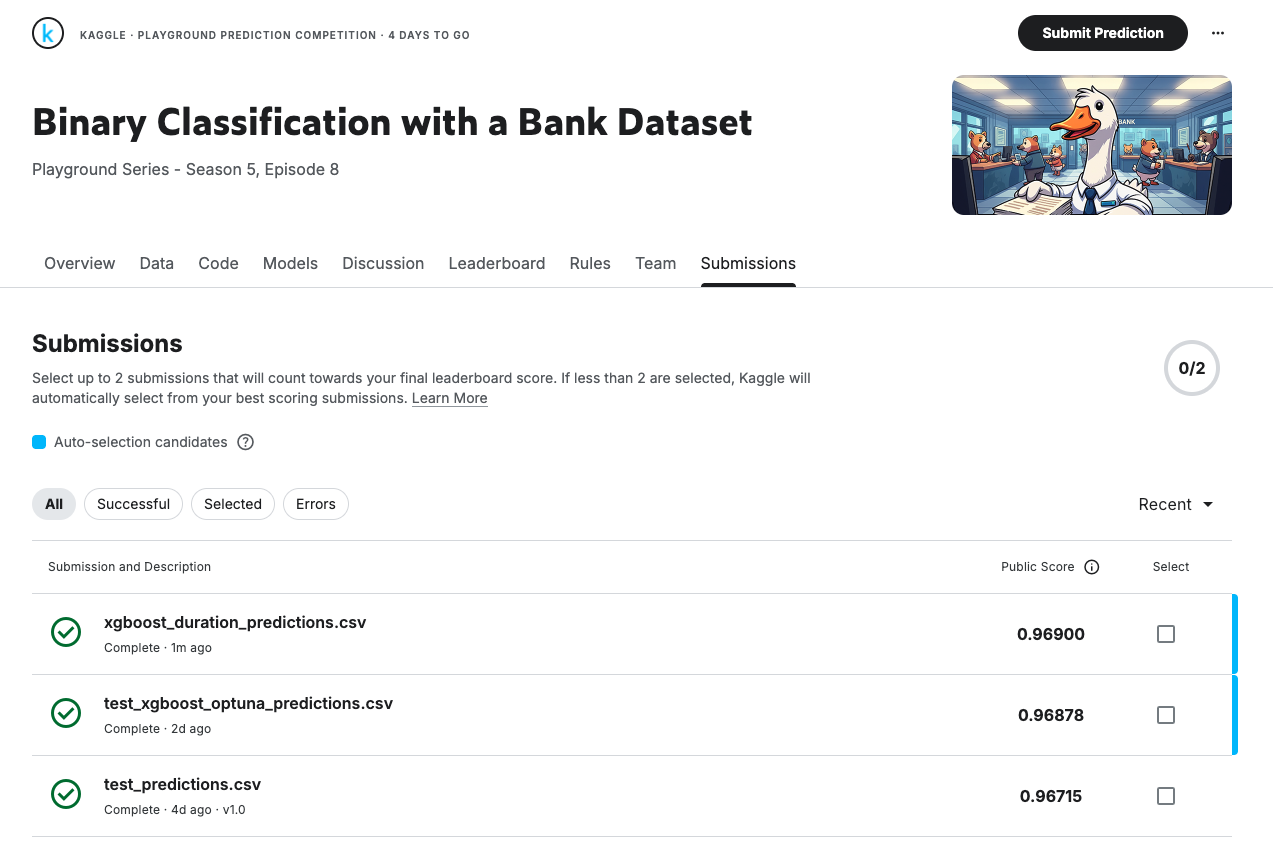 k KAGGLE · PLAYGROUND PREDICTION COMPETITION · 4 DAYS TO GO
Submit Prediction
Binary Classification with a Bank Dataset
Playground Series - Season 5, Episode 8
BANK
Overview Data Code Models Discussion Leaderboard Rules Team Submissions
Submissions
Select up to 2 submissions that will count towards your final leaderboard score. If less than 2 are selected, Kaggle will
automatically select from your best scoring submissions. Learn More
0/2
Auto-selection candidates ?
All Successful Selected Errors Recent
Submission and Description Public Score Select
xgboost_duration_predictions.csv
Complete · 1m ago
0.96900
test_xgboost_optuna_predictions.csv
Complete · 2d ago
0.96878
test_predictions.csv
Complete · 4d ago · v1.0
0.96715